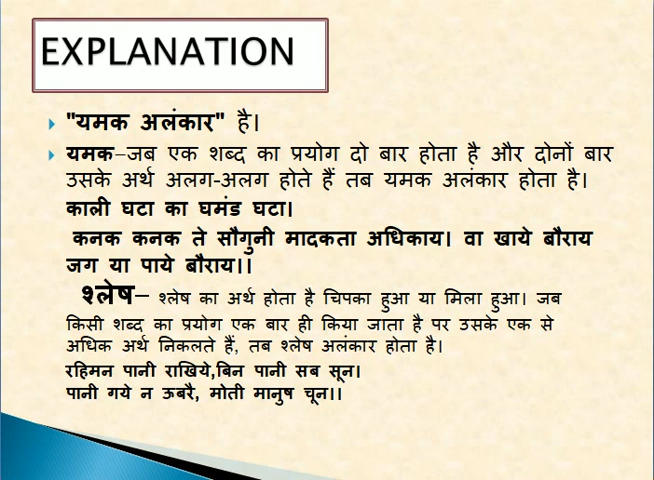 EXPLANATION
"यमक अलंकार" है।
यमक–जब एक शब्द का प्रयोग दो बार होता है और दोनों बार
उसके अर्थ अलग-अलग होते हैं तब यमक अलंकार होता है।
काली घटा का घमंड घटा।
कनक कनक ते सौगुनी मादकता अधिकाय। वा खाये बौराय
जग या पाये बौराय।।
श्लेष– श्लेष का अर्थ होता है चिपका हुआ या मिला हुआ। जब
किसी शब्द का प्रयोग एक बार ही किया जाता है पर उसके एक से
अधिक अर्थ निकलते हैं, तब श्लेष अलंकार होता है।
रहिमन पानी राखिये,बिन पानी सब सून।
पानी गये न ऊबरै, मोती मानुष चून।।